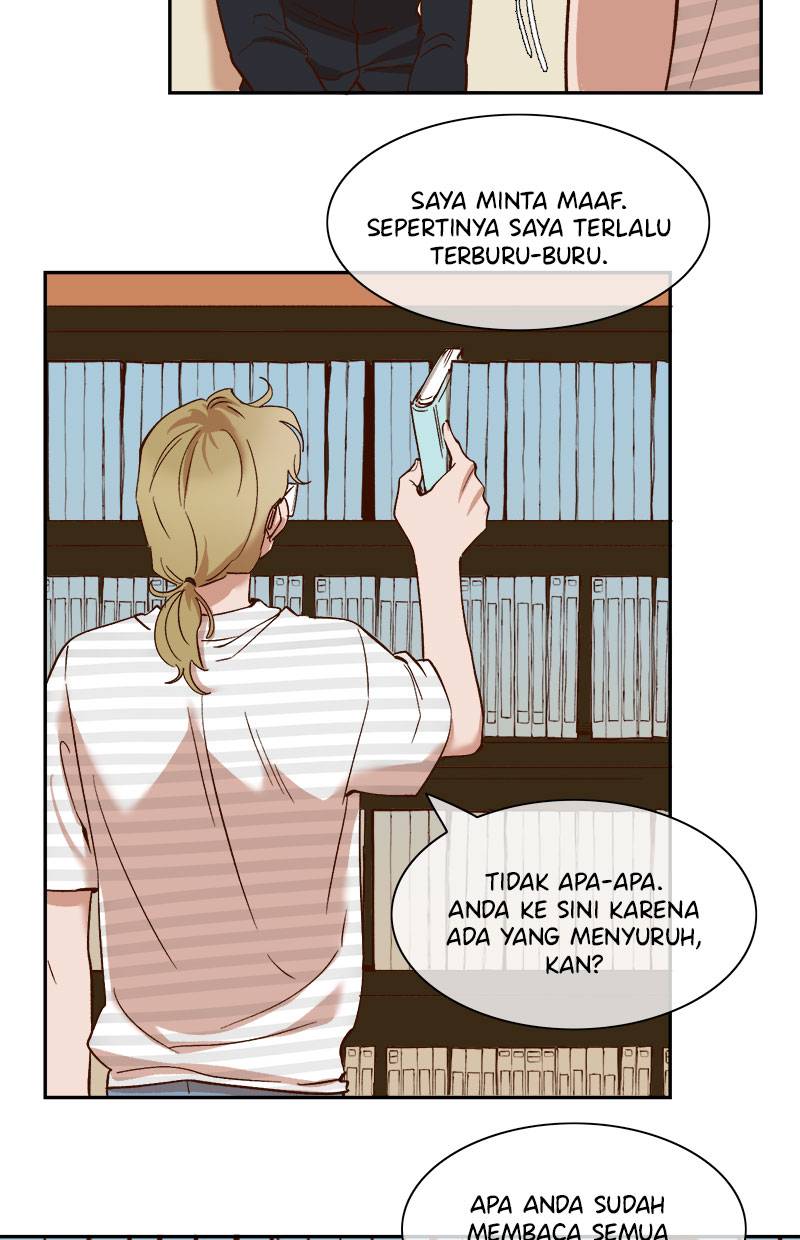 SAYA MINTA MAAF.
SEPERTINYA SAYA TERLALU
TERBURU-BURU.
TIDAK APA-APA.
ANDA KE SINI KARENA
ADA YANG MENYURUH,
KAN?
APA ANDA SUDAH
MEMBACA SEMUA